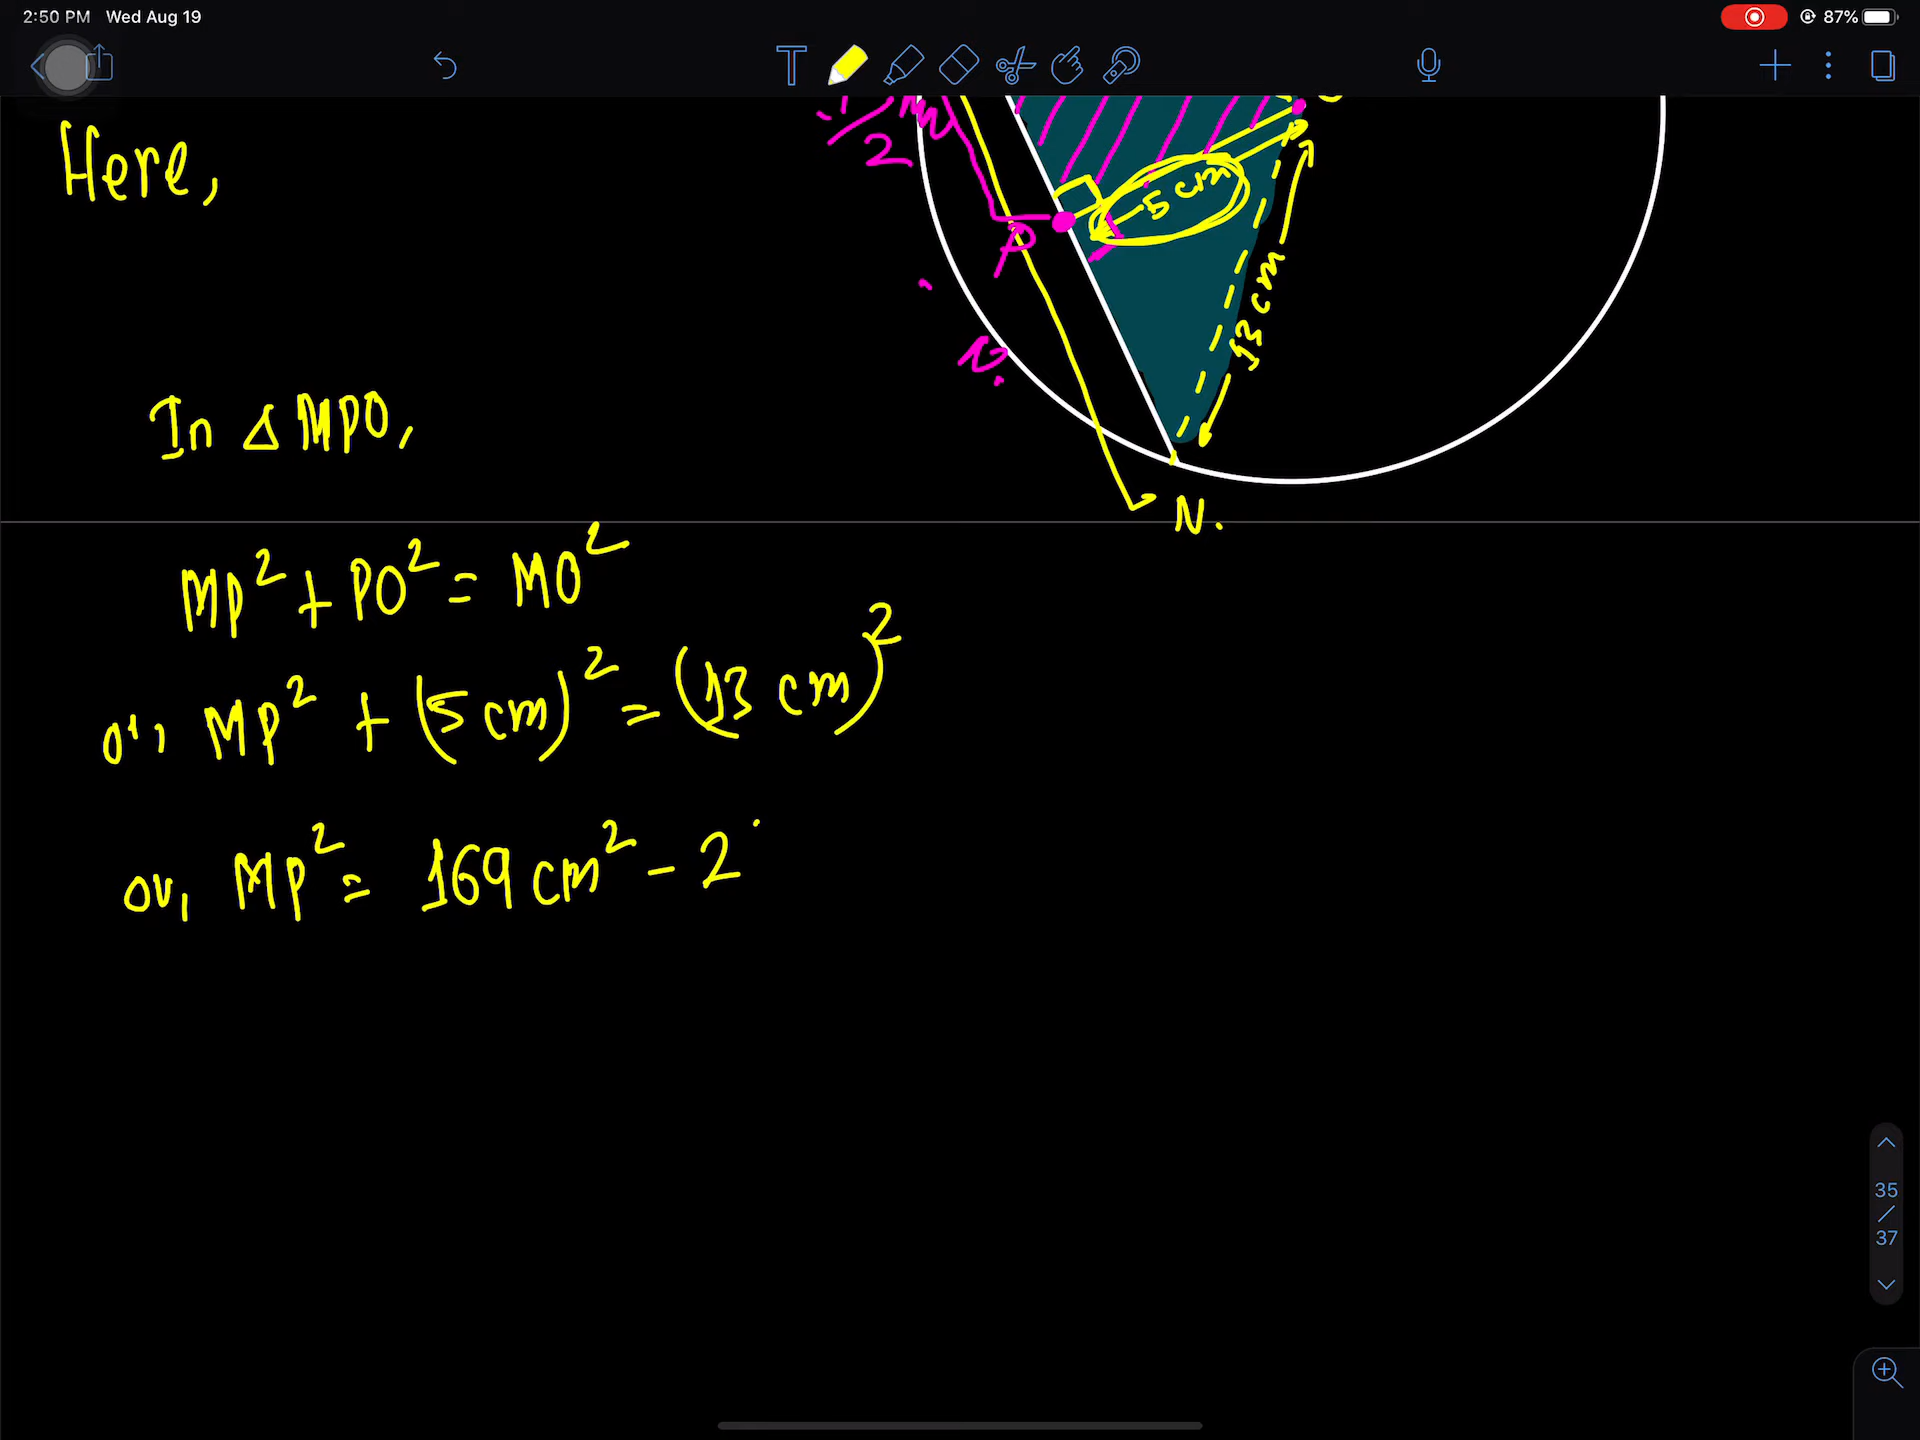 2:50 PM Wed Aug 19
87%
Here,
2
5 cm
P
13 cm
N.
In Δ MPO,
N.
MP² + PO² = MO²
or, MP² + (5 cm)² = (13 cm)²
or, MP² = 169 cm² - 2
35
/
37